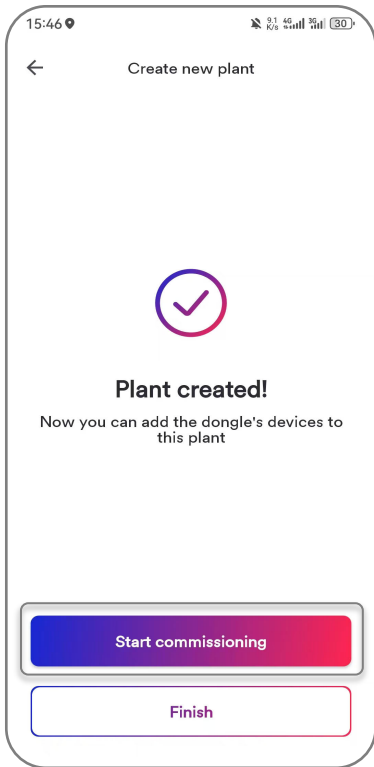 15:46
9.1 K/s 4G 3G 30
Create new plant
Plant created!
Now you can add the dongle's devices to
this plant
Start commissioning
Finish